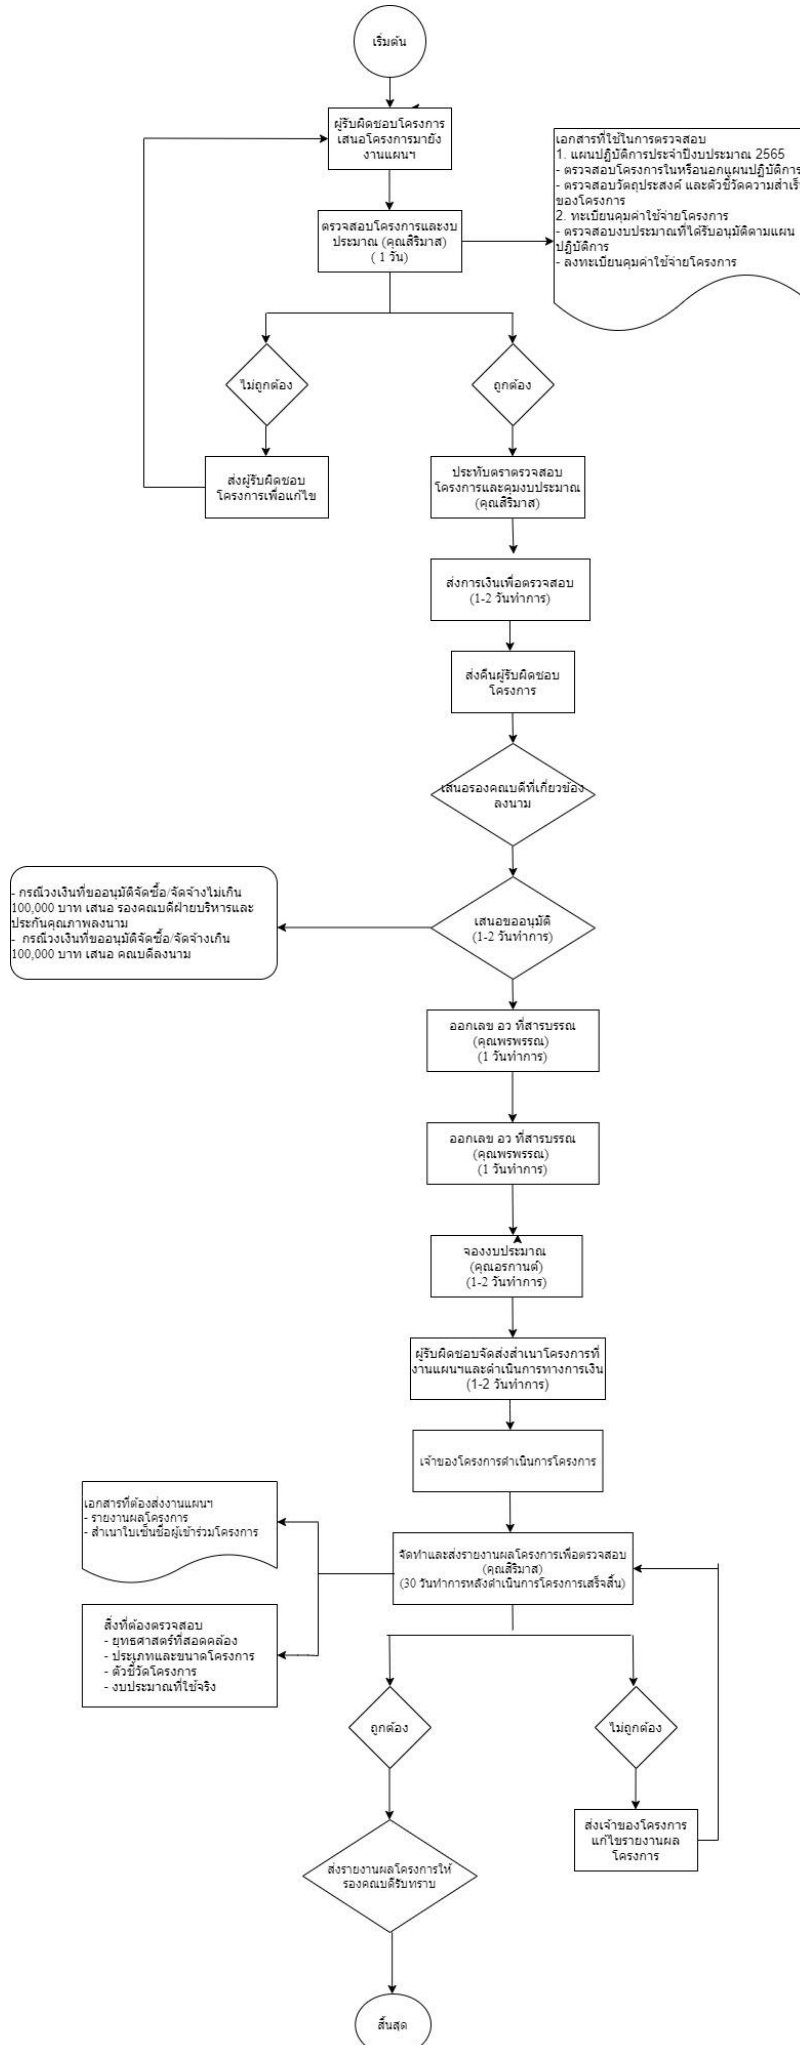 เริ่มต้น
ผู้รับผิดชอบโครงการ
เสนอโครงการมายัง
งานแผนฯ
เอกสารที่ใช้ในการตรวจสอบ
1. แผนปฏิบัติการประจำปีงบประมาณ 2565
- ตรวจสอบโครงการในหรือนอกแผนปฏิบัติการ
- ตรวจสอบวัตถุประสงค์ และตัวชี้วัดความสำเร็จ
ของโครงการ
2. ทะเบียนคุมค่าใช้จ่ายโครงการ
- ตรวจสอบงบประมาณที่ได้รับอนุมัติตามแผน
ปฏิบัติการ
- ลงทะเบียนคุมค่าใช้จ่ายโครงการ
ตรวจสอบโครงการและงบ
ประมาณ (คุณสิริมาส)
( 1 วัน)
ไม่ถูกต้อง
ถูกต้อง
ส่งผู้รับผิดชอบ
โครงการเพื่อแก้ไข
ประทับตราตรวจสอบ
โครงการและคุมงบประมาณ
(คุณสิริมาส)
ส่งการเงินเพื่อตรวจสอบ
(1-2 วันทำการ)
ส่งคืนผู้รับผิดชอบ
โครงการ
เสนอรองคณบดีที่เกี่ยวข้อง
ลงนาม
- กรณีวงเงินที่ขออนุมัติจัดซื้อ/จัดจ้างไม่เกิน
100,000 บาท เสนอ รองคณบดีฝ่ายบริหารและ
ประกันคุณภาพลงนาม
- กรณีวงเงินที่ขออนุมัติจัดซื้อ/จัดจ้างเกิน
100,000 บาท เสนอ คณบดีลงนาม
เสนอขออนุมัติ
(1-2 วันทำการ)
ออกเลข อว ที่สารบรรณ
(คุณพรพรรณ)
(1 วันทำการ)
ออกเลข อว ที่สารบรรณ
(คุณพรพรรณ)
(1 วันทำการ)
จองงบประมาณ
(คุณอรกานต์)
(1-2 วันทำการ)
ผู้รับผิดชอบจัดส่งสำเนาโครงการที่
งานแผนฯและดำเนินการทางการเงิน
(1-2 วันทำการ)
เจ้าของโครงการดำเนินการโครงการ
เอกสารที่ต้องส่งงานแผนฯ
- รายงานผลโครงการ
- สำเนาใบเซ็นชื่อผู้เข้าร่วมโครงการ
จัดทำและส่งรายงานผลโครงการเพื่อตรวจสอบ
(คุณสิริมาส)
(30 วันทำการหลังดำเนินการโครงการเสร็จสิ้น)
สิ่งที่ต้องตรวจสอบ
- ยุทธศาสตร์ที่สอดคล้อง
- ประเภทและขนาดโครงการ
- ตัวชี้วัดโครงการ
- งบประมาณที่ใช้จริง
ถูกต้อง
ไม่ถูกต้อง
ส่งเจ้าของโครงการ
แก้ไขรายงานผล
โครงการ
ส่งรายงานผลโครงการให้
รองคณบดีรับทราบ
สิ้นสุด